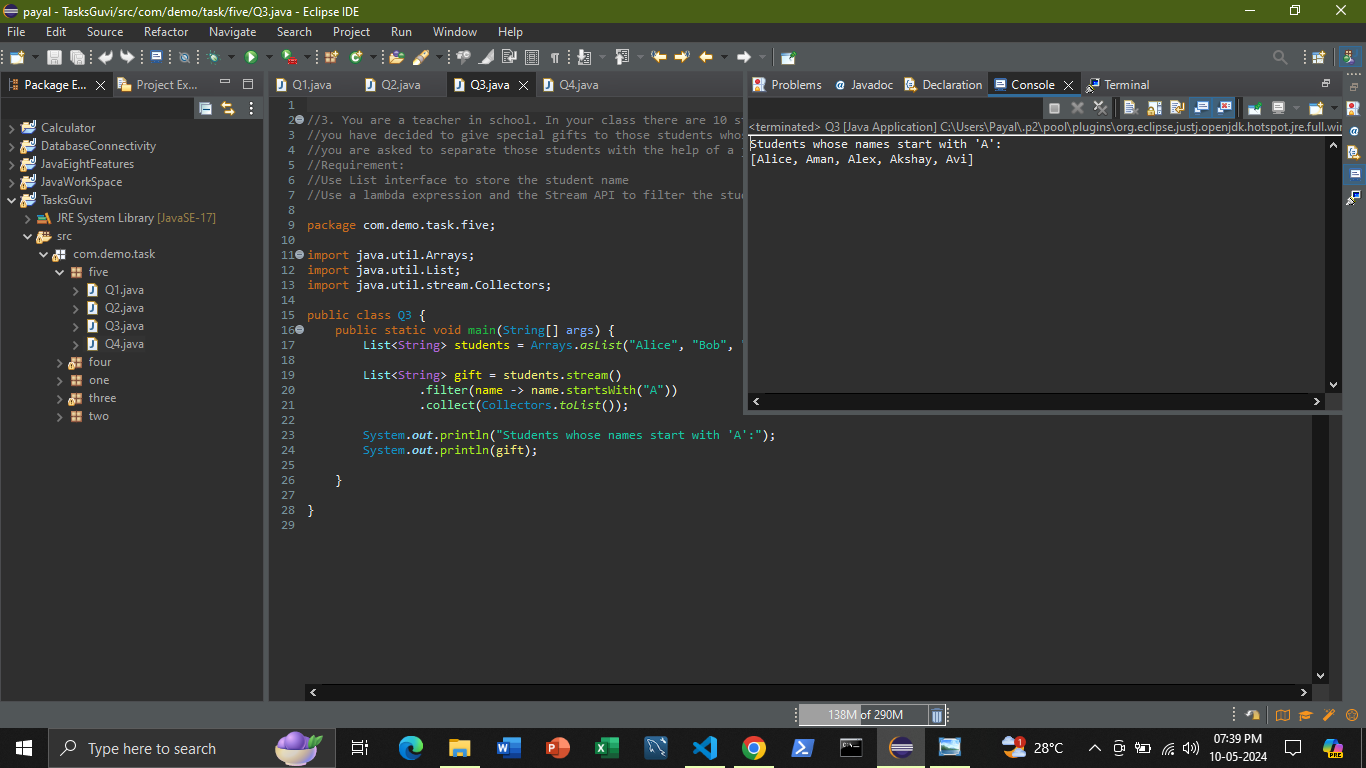 payal - TasksGuvi/src/com/demo/task/five/Q3.java - Eclipse IDE
File Edit Source Refactor Navigate Search Project Run Window Help
Package E... Project Ex...
Calculator
DatabaseConnectivity
JavaEightFeatures
JavaWorkSpace
TasksGuvi
JRE System Library [JavaSE-17]
src
com.demo.task
five
Q1.java
Q2.java
Q3.java
Q4.java
four
one
three
two
Q1.java Q2.java Q3.java Q4.java
1
2 //3. You are a teacher in school. In your class there are 10 st
3 //you have decided to give special gifts to those students who
4 //you are asked to separate those students with the help of a
5 //Requirement:
6 //Use List interface to store the student name
7 //Use a lambda expression and the Stream API to filter the stu
8
9 package com.demo.task.five;
10
11 import java.util.Arrays;
12 import java.util.List;
13 import java.util.stream.Collectors;
14
15 public class Q3 {
16 public static void main(String[] args) {
17 List<String> students = Arrays.asList("Alice", "Bob",
18
19 List<String> gift = students.stream()
20 .filter(name -> name.startsWith("A"))
21 .collect(Collectors.toList());
22
23 System.out.println("Students whose names start with 'A':");
24 System.out.println(gift);
25
26 }
27
28 }
29
Problems @ Javadoc Declaration Console Terminal
<terminated> Q3 [Java Application] C:\Users\Payal\.p2\pool\plugins\org.eclipse.justj.openjdk.hotspot.jre.full.win
Students whose names start with 'A':
[Alice, Aman, Alex, Akshay, Avi]
138M of 290M
Type here to search
28°C
07:39 PM
10-05-2024